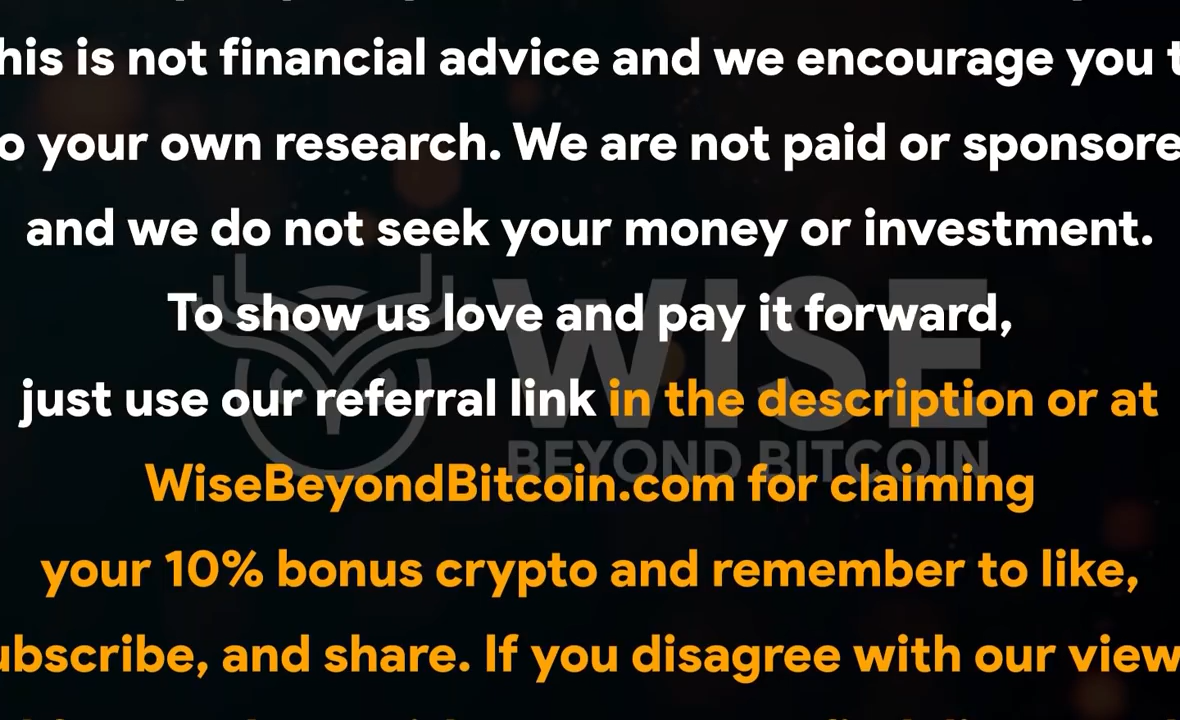 his is not financial advice and we encourage you t
o your own research. We are not paid or sponsore
and we do not seek your money or investment.
To show us love and pay it forward,
just use our referral link in the description or at
WiseBeyondBitcoin.com for claiming
your 10% bonus crypto and remember to like,
ubscribe, and share. If you disagree with our view
WISE
BEYOND BITCOIN